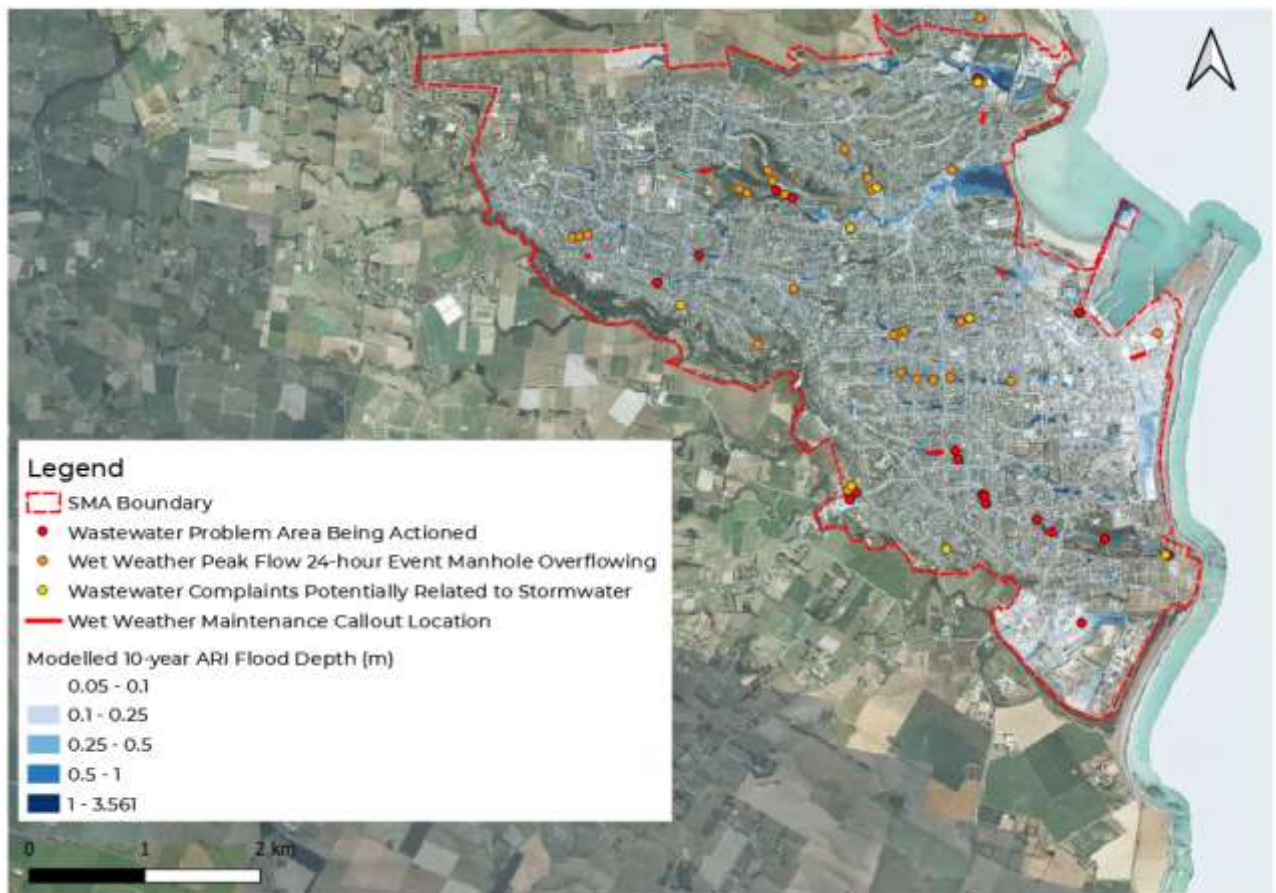 Legend
SMA Boundary
Wastewater Problem Area Being Actioned
Wet Weather Peak Flow 24-hour Event Manhole Overflowing
Wastewater Complaints Potentially Related to Stormwater
Wet Weather Maintenance Callout Location
Modelled 10-year ARI Flood Depth (m)
0.05 - 0.1
0.1 - 0.25
0.25 - 0.5
0.5 - 1
1 - 3.561
0 1 2 km